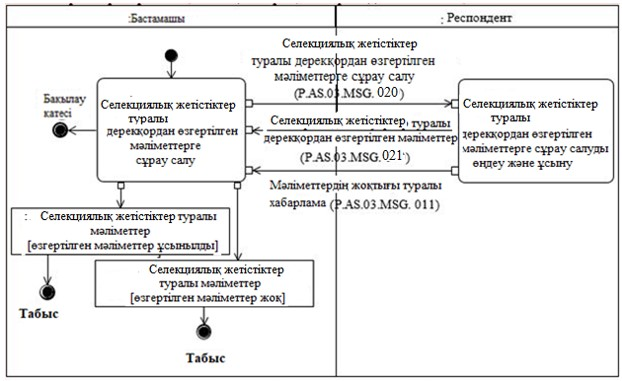 :Бастамашы
: Респондент
Селекциялық жетістіктер
туралы дерекқордан өзгертілген
мәліметтерге сұрау салу
(P.AS.03.MSG. 020)
Бақылау
катесі
Селекциялық жетістіктер
туралы
дерекқордан өзгертілген
мәліметтерге
сұрау салу
Селекциялық жетістіктер туралы
дерекқордан өзгертілген мәліметтер
(P.AS.03.MSG. 021)
Селекциялық жетістіктер
туралы
дерекқордан өзгертілген
мәліметтерге сұрау салуды
өңдеу және ұсыну
Мәліметтердің жоқтығы туралы
хабарлама (P.AS.03.MSG. 011)
: Селекциялық жетістіктер туралы
мәліметтер
[өзгертілген мәліметтер ұсынылды]
Селекциялық жетістіктер
туралы мәліметтер
[өзгертілген мәліметтер жоқ]
Табыс
Табыс